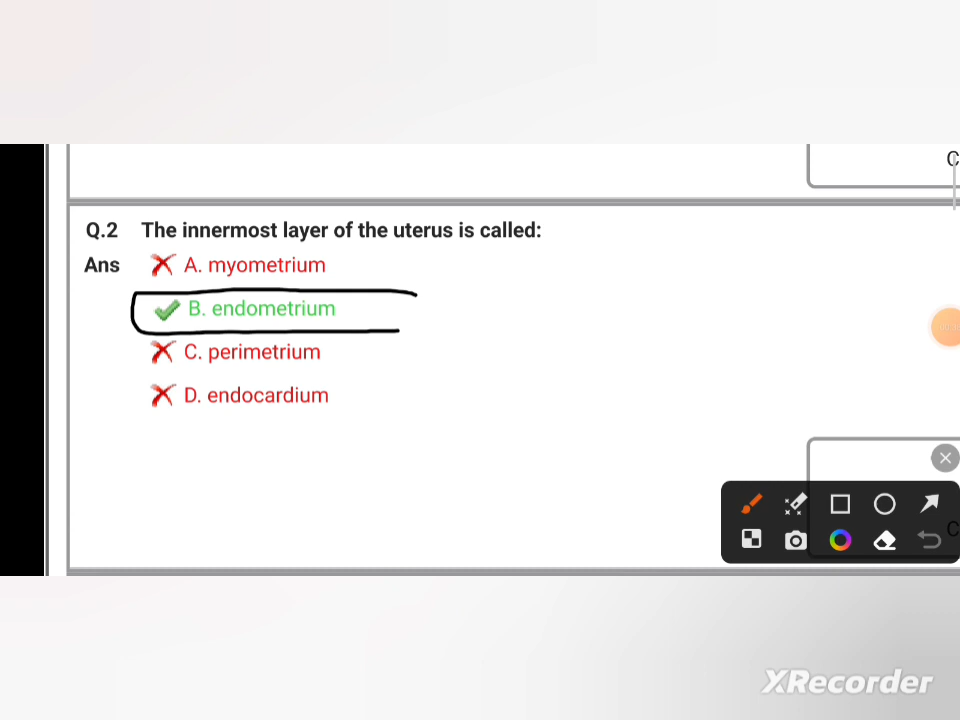 Q.2 The innermost layer of the uterus is called:
Ans A. myometrium
B. endometrium
C. perimetrium
D. endocardium
XRecorder